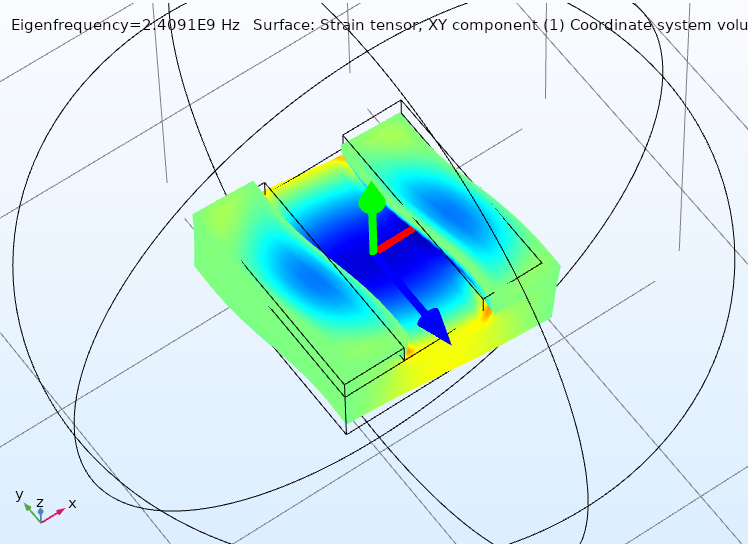 Eigenfrequency=2.4091E9 Hz   Surface: Strain tensor, XY component (1) Coordinate system volu
y
z
x